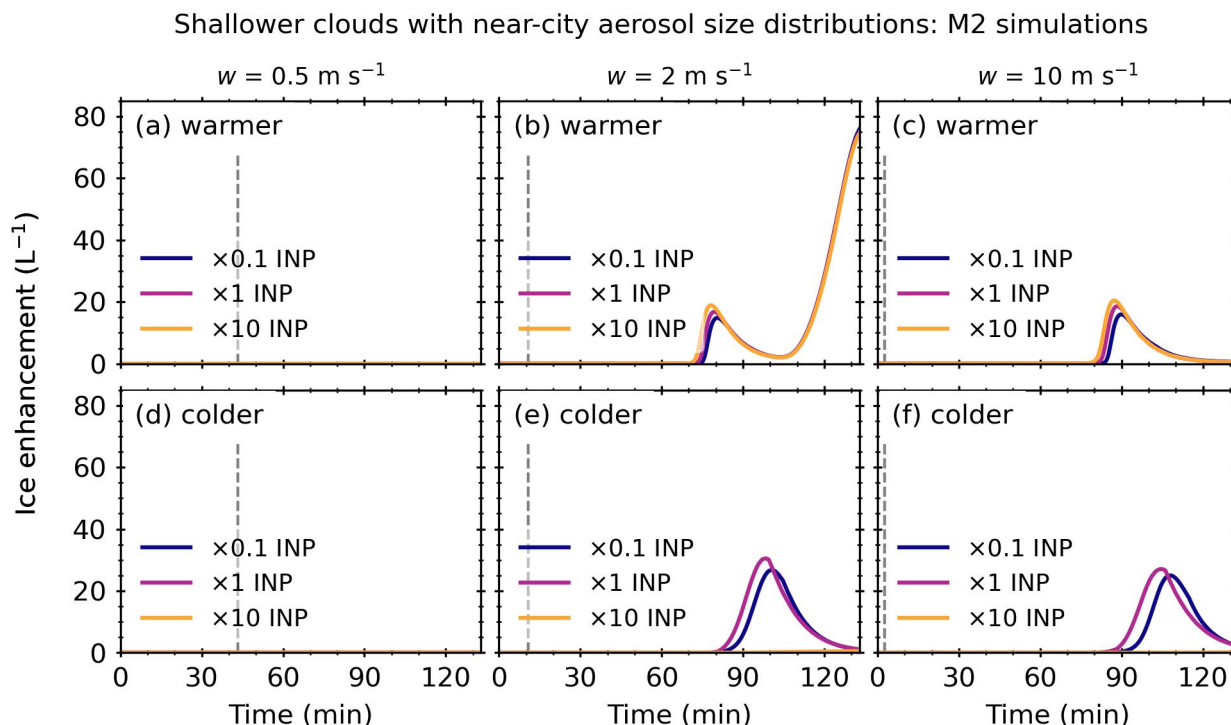 Shallower clouds with near-city aerosol size distributions: M2 simulations
w = 0.5 m s⁻¹
w = 2 m s⁻¹
w = 10 m s⁻¹
Ice enhancement (L⁻¹)
80
60
40
20
0
(a) warmer
×0.1 INP
×1 INP
×10 INP
(b) warmer
×0.1 INP
×1 INP
×10 INP
(c) warmer
×0.1 INP
×1 INP
×10 INP
80
60
40
20
0
(d) colder
×0.1 INP
×1 INP
×10 INP
(e) colder
×0.1 INP
×1 INP
×10 INP
(f) colder
×0.1 INP
×1 INP
×10 INP
0 30 60 90 120
0 30 60 90 120
0 30 60 90 120
Time (min)
Time (min)
Time (min)